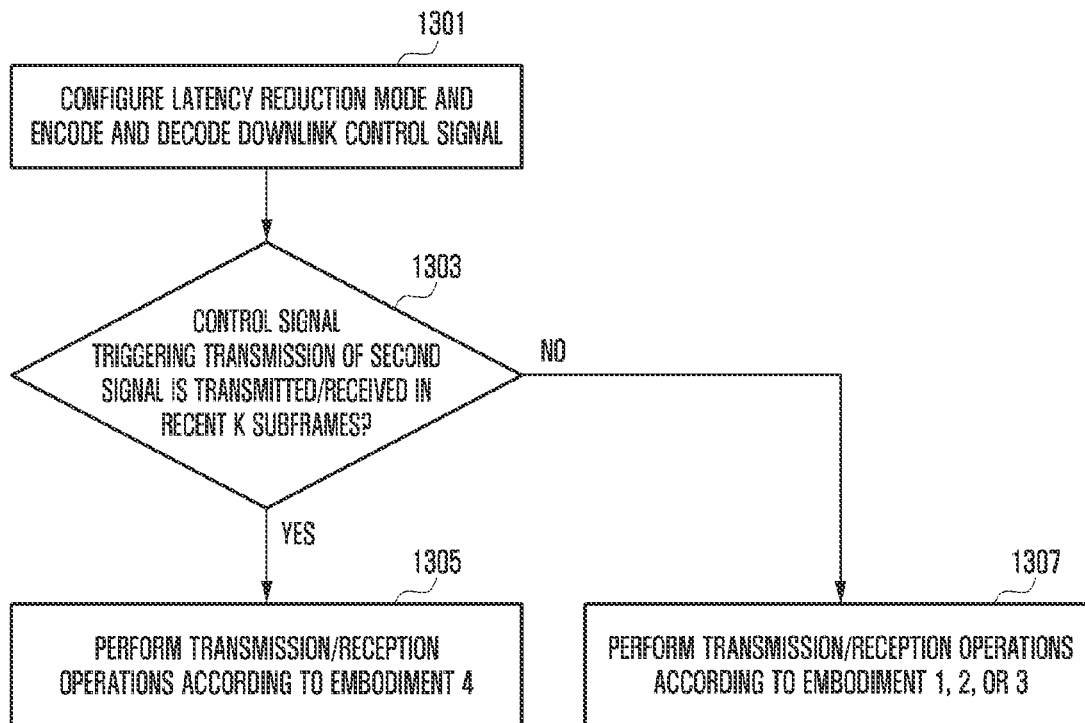 1301
CONFIGURE LATENCY REDUCTION MODE AND
ENCODE AND DECODE DOWNLINK CONTROL SIGNAL
1303
CONTROL SIGNAL
TRIGGERING TRANSMISSION OF SECOND
SIGNAL IS TRANSMITTED/RECEIVED IN
RECENT K SUBFRAMES?
NO
YES
1305
PERFORM TRANSMISSION/RECEPTION
OPERATIONS ACCORDING TO EMBODIMENT 4
1307
PERFORM TRANSMISSION/RECEPTION OPERATIONS
ACCORDING TO EMBODIMENT 1, 2, OR 3